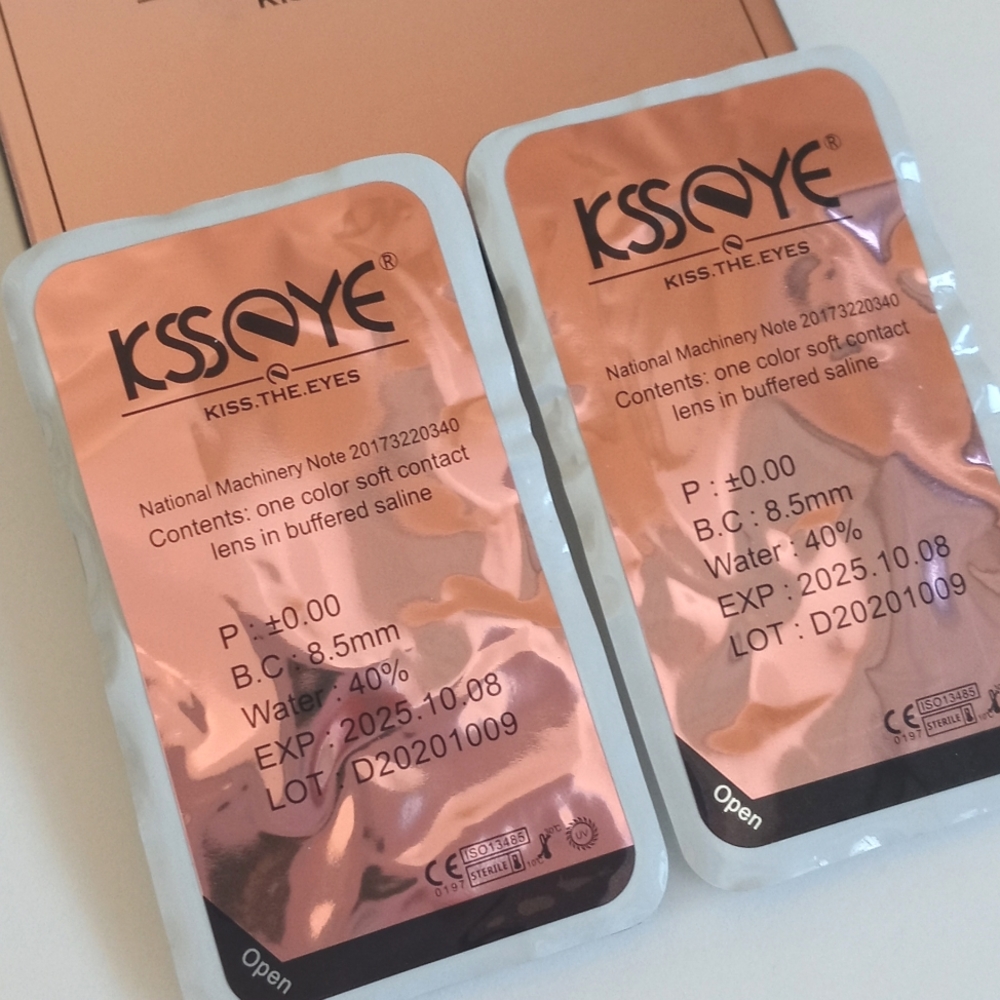 KSSEYE®
KISS.THE.EYES
National Machinery Note 20173220340
Contents: one color soft contact
lens in buffered saline
P : ±0.00
B.C : 8.5mm
Water : 40%
EXP : 2025.10.08
LOT : D20201009
CE
0197
ISO13485
STERILE
10°C
30°C
UV
Open
KSSEYE®
KISS.THE.EYES
National Machinery Note 20173220340
Contents: one color soft contact
lens in buffered saline
P : ±0.00
B.C : 8.5mm
Water : 40%
EXP : 2025.10.08
LOT : D20201009
CE
0197
ISO13485
STERILE
Open